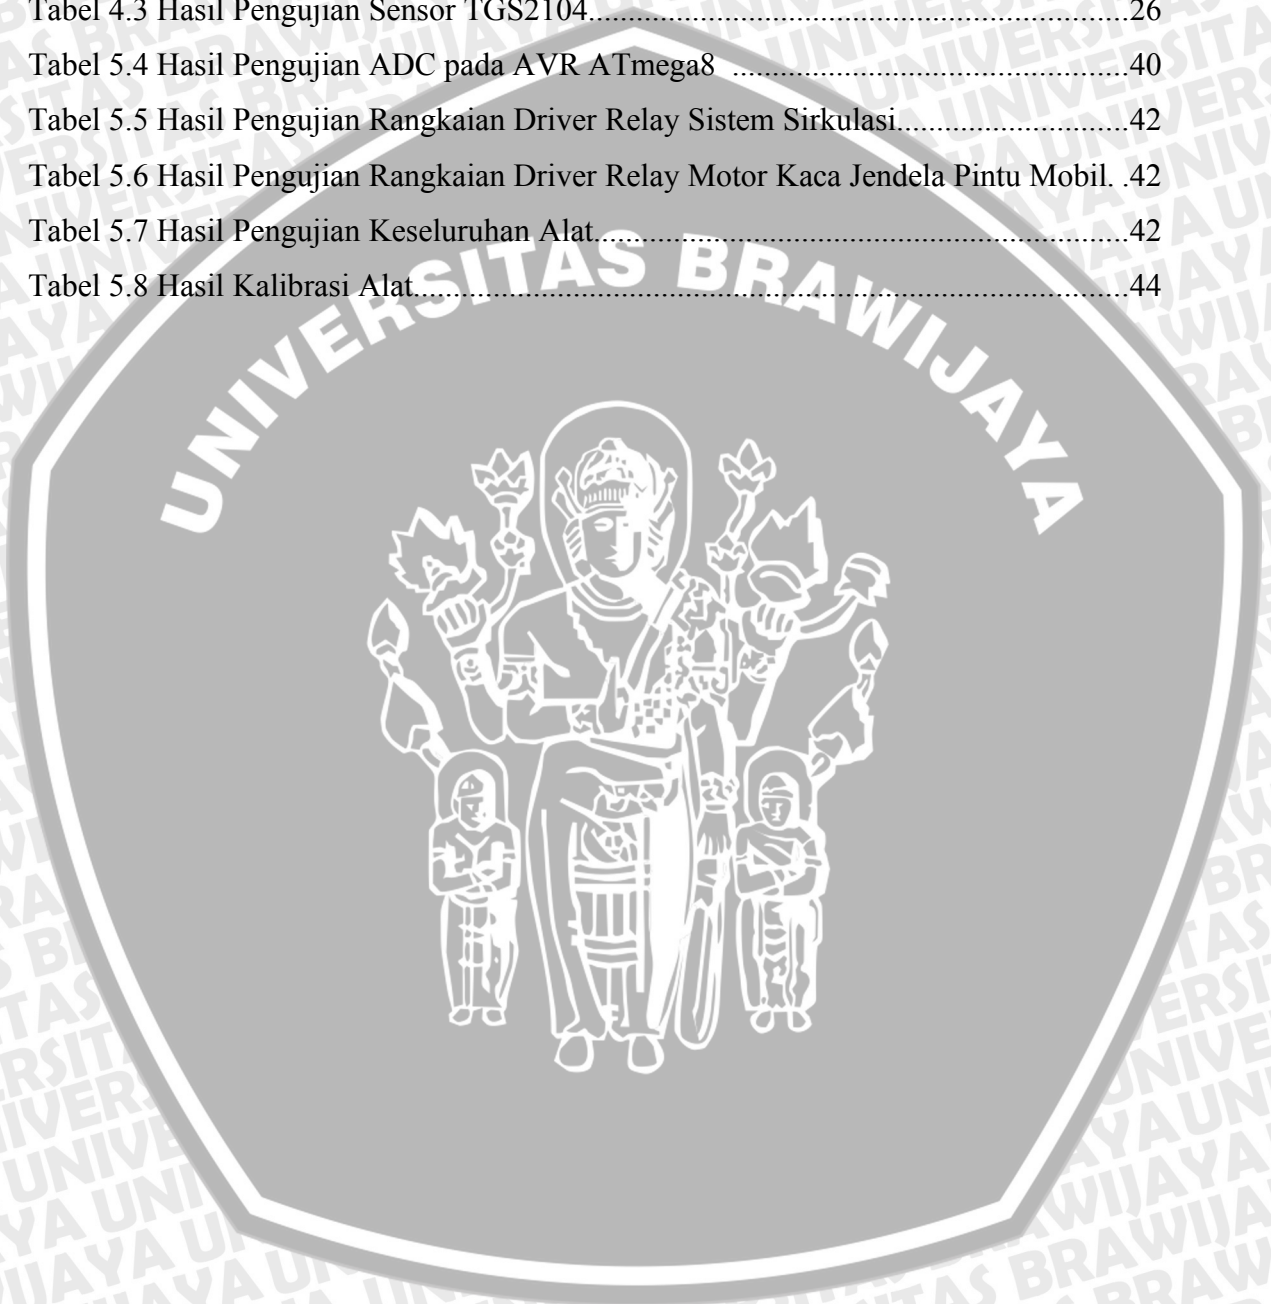 Tabel 4.3 Hasil Pengujian Sensor TGS2104....................................................................26
Tabel 5.4 Hasil Pengujian ADC pada AVR ATmega8 ..................................................40
Tabel 5.5 Hasil Pengujian Rangkaian Driver Relay Sistem Sirkulasi.............................42
Tabel 5.6 Hasil Pengujian Rangkaian Driver Relay Motor Kaca Jendela Pintu Mobil. .42
Tabel 5.7 Hasil Pengujian Keseluruhan Alat...................................................................42
Tabel 5.8 Hasil Kalibrasi Alat..........................................................................................44
UNIVERSITAS BRAWIJAYA